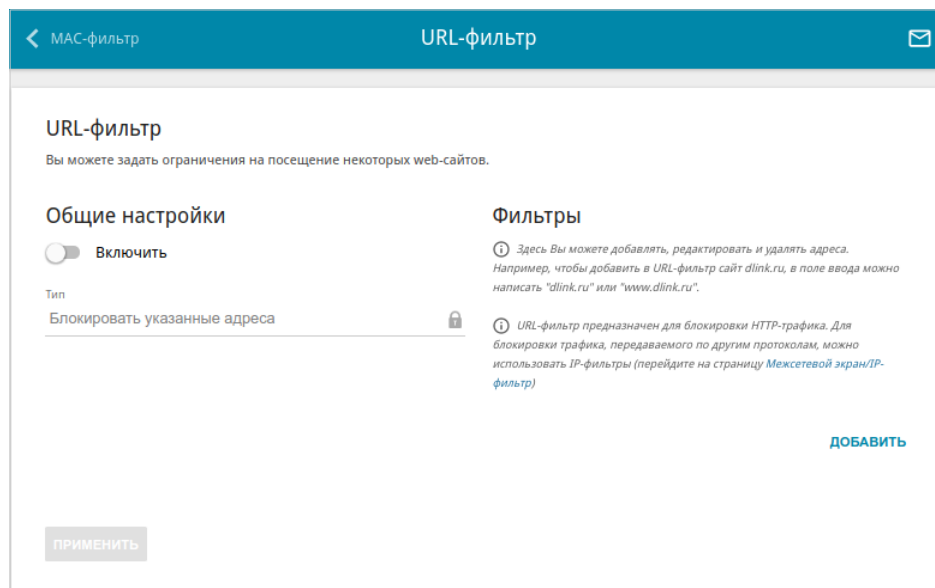 МАС-фильтр
URL-фильтр
URL-фильтр
Вы можете задать ограничения на посещение некоторых web-сайтов.
Общие настройки
Включить
Тип
Блокировать указанные адреса
Фильтры
Здесь Вы можете добавлять, редактировать и удалять адреса.
Например, чтобы добавить в URL-фильтр сайт dlink.ru, в поле ввода можно
написать "dlink.ru" или "www.dlink.ru".
URL-фильтр предназначен для блокировки HTTP-трафика. Для
блокировки трафика, передаваемого по другим протоколам, можно
использовать IP-фильтры (перейдите на страницу Межсетевой экран/IP-
фильтр)
ДОБАВИТЬ
ПРИМЕНИТЬ